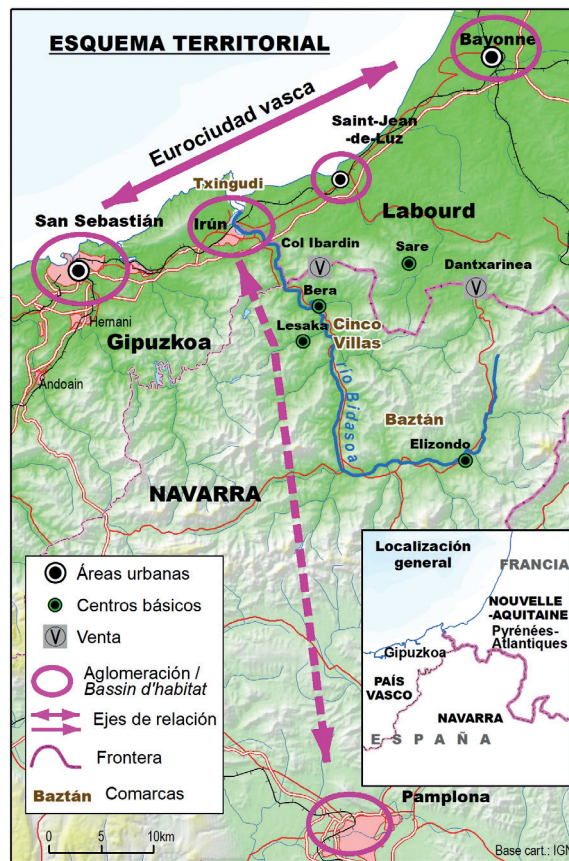 ESQUEMA TERRITORIAL
Bayonne
Eurociudad vasca
Saint-Jean
-de-Luz
Txingudi
San Sebastián
Irún
Labourd
Col Ibardin
Sare
Dantxarinea
V
V
Bera
Hernani
Lesaka
Cinco
Villas
Gipuzkoa
Andoain
río Bidasoa
Baztán
Elizondo
NAVARRA
Áreas urbanas
Centros básicos
V
Venta
Aglomeración /
Bassin d'habitat
Ejes de relación
Frontera
Baztán
Comarcas
0 5 10km
Localización
general
FRANCIA
NOUVELLE
-AQUITAINE
Pyrénées-
Atlantiques
Gipuzkoa
PAÍS
VASCO
NAVARRA
ESPAÑA
Pamplona
Base cart.: IGN